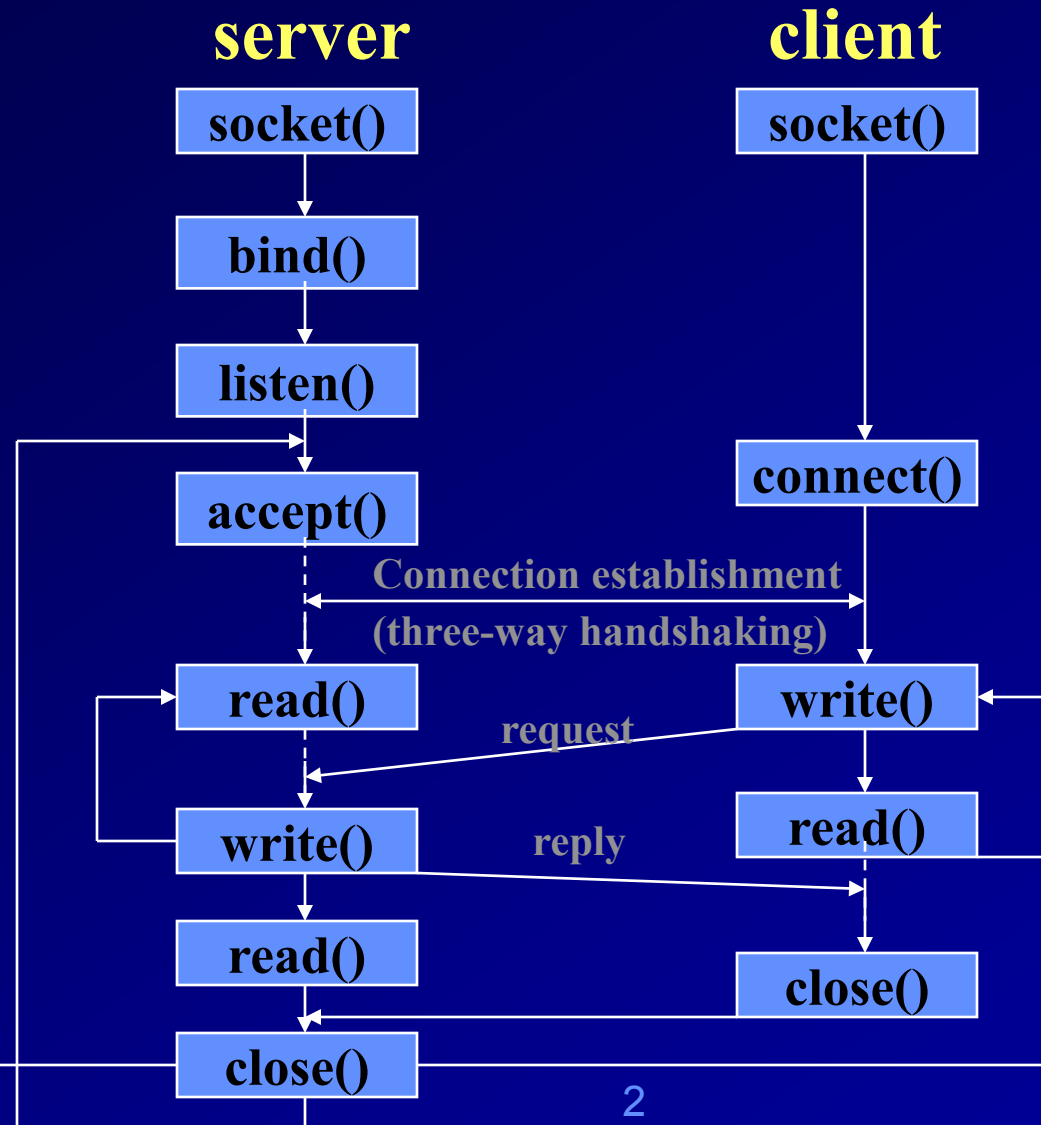 server
client
socket()
socket()
bind()
listen()
accept()
connect()
Connection establishment
(three-way handshaking)
read()
write()
request
write()
read()
reply
read()
close()
close()
2